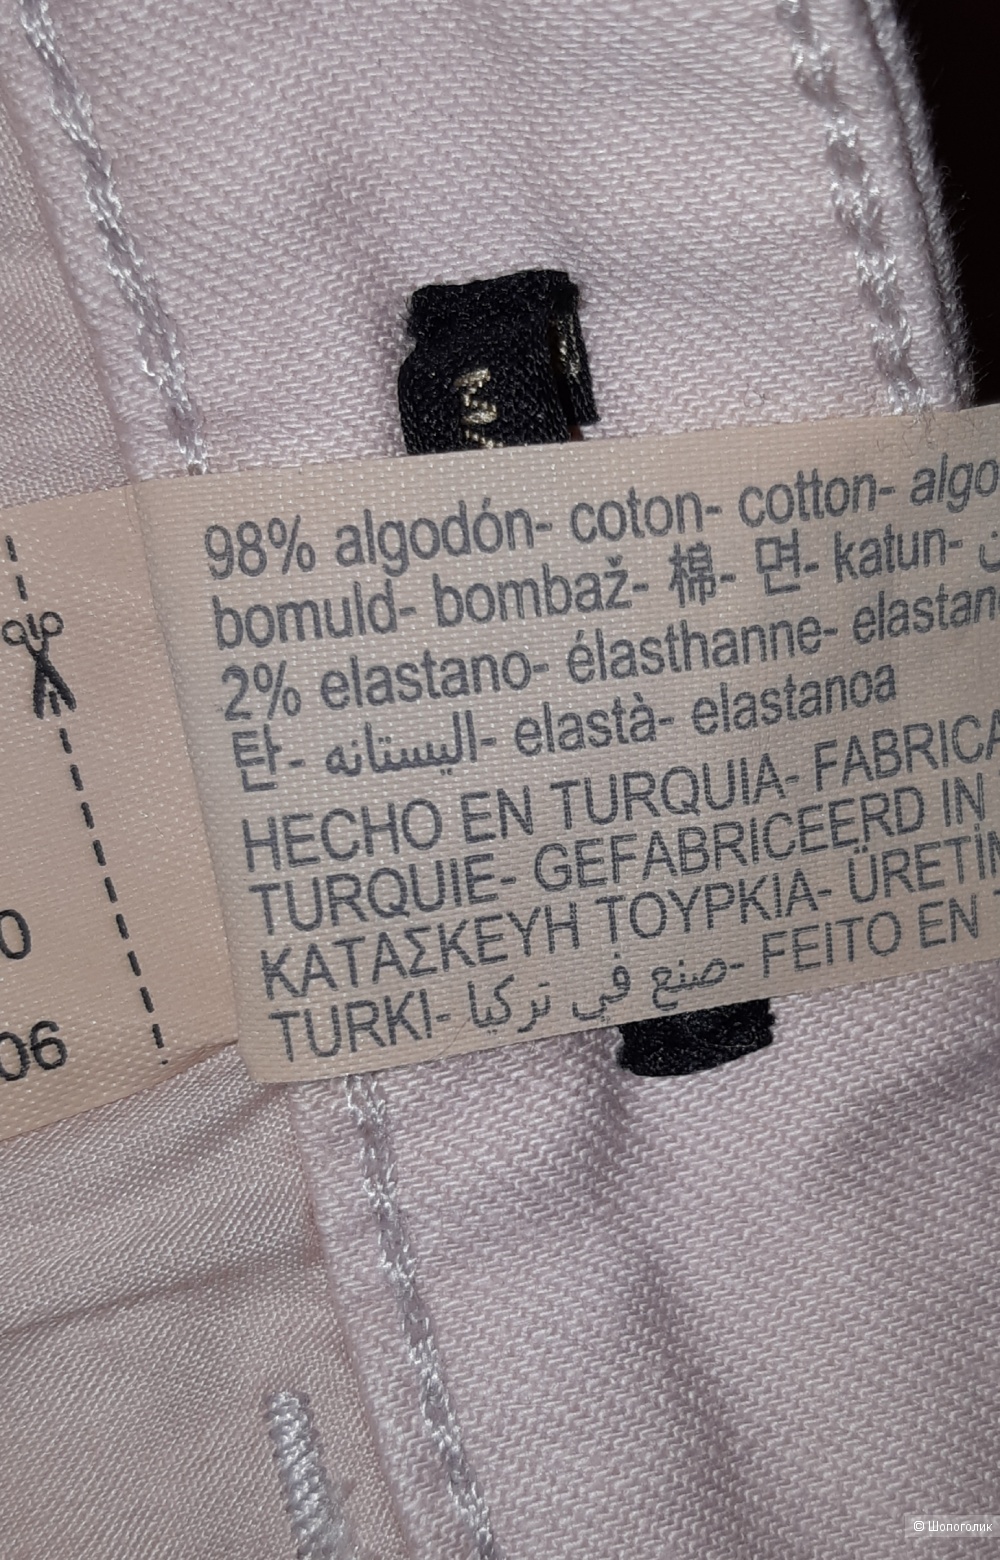 98% algodón- coton- cotton- algo
bomuld- bombaž- 棉- 면- katun-
2% elastano- élasthanne- elastan
탄- اليستانه- elastà- elastanoa
HECHO EN TURQUIA- FABRICA
TURQUIE- GEFABRICEERD IN
ΚΑΤΑΣΚΕΥΗ ΤΟΥΡΚΙΑ- ÜRETİM
TURKI- صنع في تركيا- FEITO EN
0
06
© Шопоголик